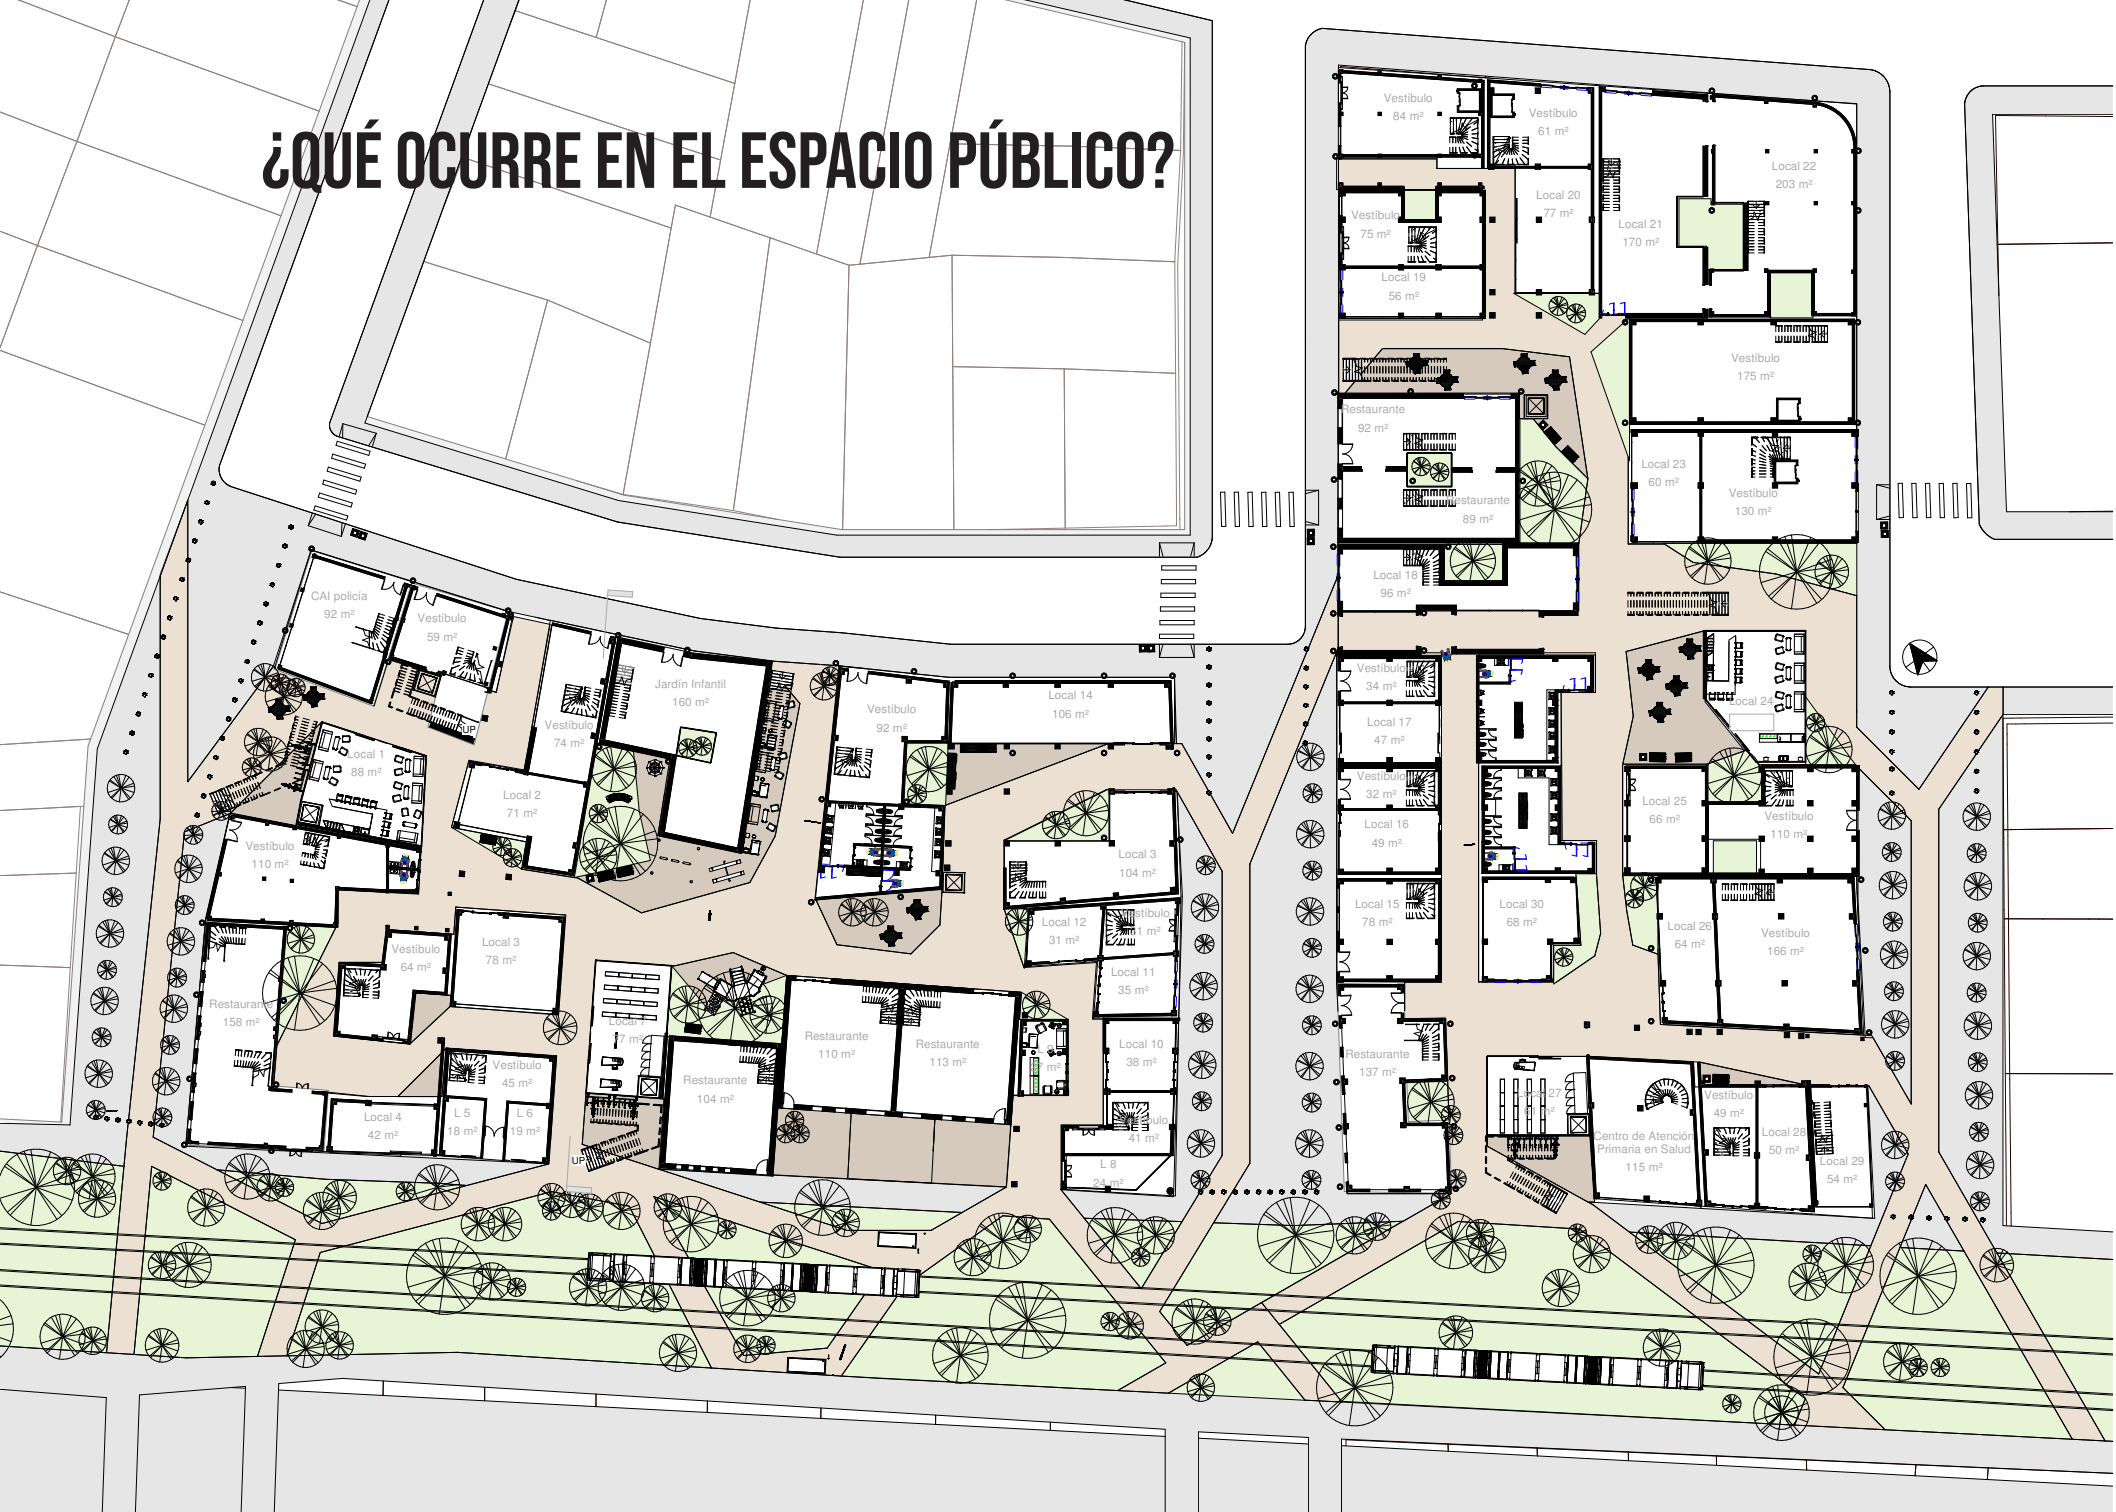 ¿QUÉ OCURRE EN EL ESPACIO PÚBLICO?
Vestíbulo
84 m²
Vestíbulo
61 m²
Local 22
203 m²
Local 20
77 m²
Vestíbulo
75 m²
Local 21
170 m²
Local 19
56 m²
Vestíbulo
175 m²
Restaurante
92 m²
Local 23
60 m²
Vestíbulo
130 m²
Restaurante
89 m²
Local 18
96 m²
CAI policía
92 m²
Vestíbulo
59 m²
UP
Vestíbulo
74 m²
Jardín Infantil
160 m²
Vestíbulo
92 m²
Local 14
106 m²
Vestíbulo
34 m²
Local 17
47 m²
Local 24
Local 1
88 m²
Local 2
71 m²
Vestíbulo
32 m²
Local 16
49 m²
Local 25
66 m²
Vestíbulo
110 m²
Vestíbulo
110 m²
Local 3
104 m²
Local 15
78 m²
Local 30
68 m²
Local 12
31 m²
Local 26
64 m²
Vestíbulo
166 m²
Vestíbulo
64 m²
Local 3
78 m²
Local 11
35 m²
Restaurante
158 m²
Local 7
Restaurante
110 m²
Restaurante
113 m²
Local 10
38 m²
Restaurante
137 m²
Vestíbulo
45 m²
Restaurante
104 m²
Local 4
42 m²
L 5
18 m²
L 6
19 m²
UP
41 m²
L 8
24 m²
Local 27
Centro de Atención
Primaria en Salud
115 m²
Vestíbulo
49 m²
Local 28
50 m²
Local 29
54 m²